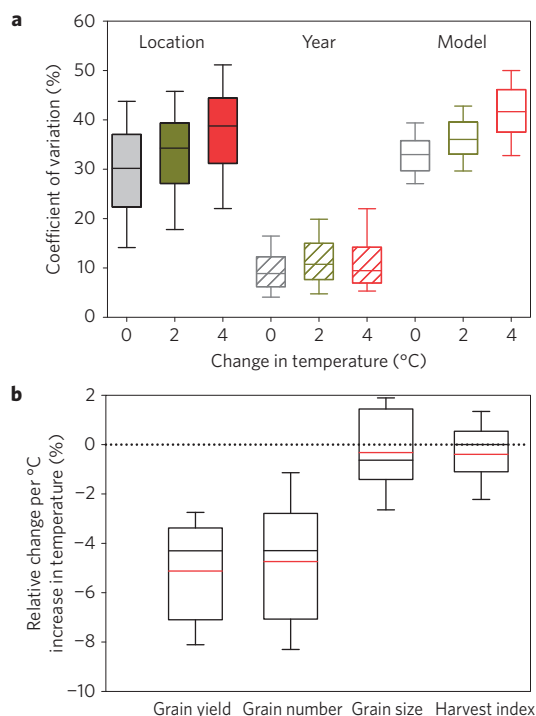 a
Location Year Model
60
50
40
30
20
10
0
Coefficient of variation (%)
0 2 4 0 2 4 0 2 4
Change in temperature (°C)
b
2
0
−2
−4
−6
−8
−10
Relative change per °C
increase in temperature (%)
Grain yield Grain number Grain size Harvest index